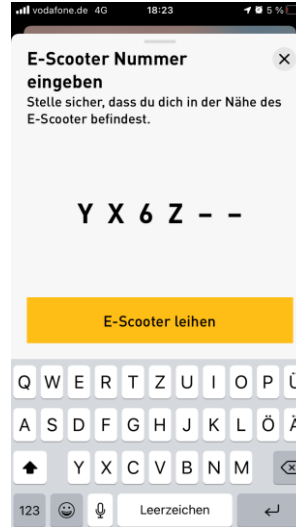 vodafone.de 4G 18:23 5 %
E-Scooter Nummer
eingeben
Stelle sicher, dass du dich in der Nähe des
E-Scooter befindest.
Y X 6 Z - -
E-Scooter leihen
Q W E R T Z U I O P Ü
A S D F G H J K L Ö Ä
Y X C V B N M
123 Leerzeichen